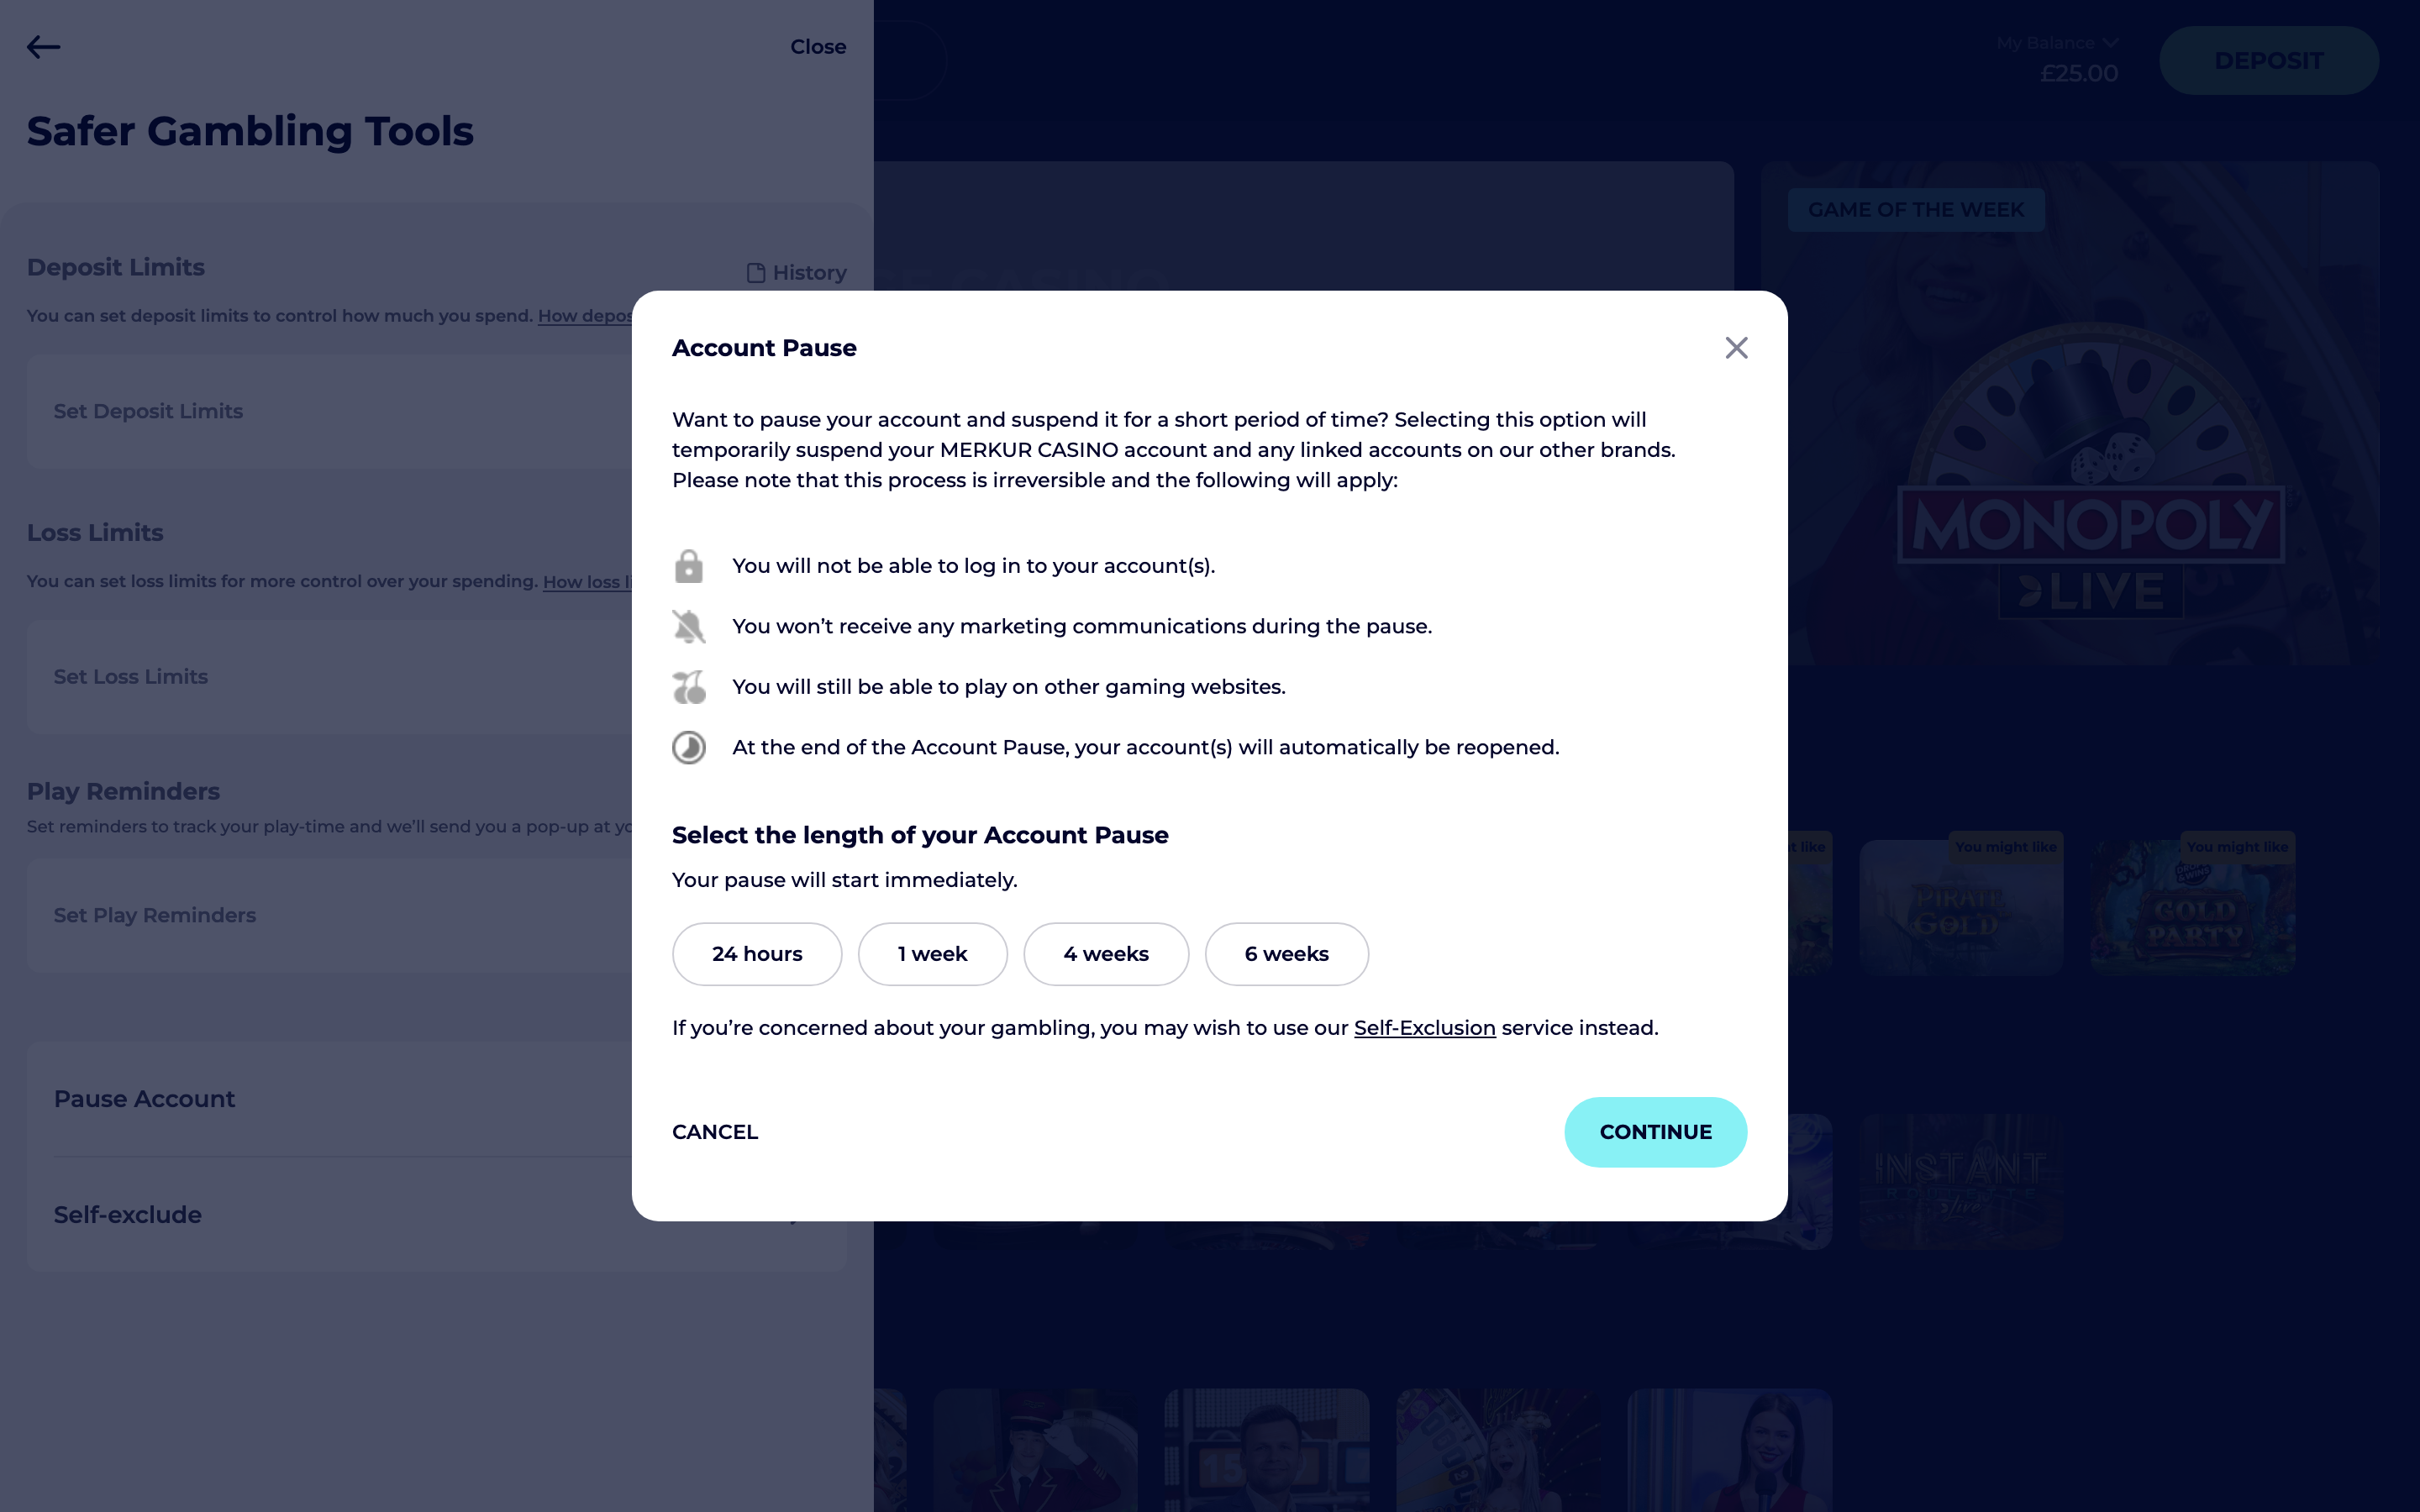 Close
My Balance
£25.00
DEPOSIT
Safer Gambling Tools
GAME OF THE WEEK
Deposit Limits
History
You can set deposit limits to control how much you spend. How
Set Deposit Limits
Loss Limits
You can set loss limits for more control over your spending. How loss
Set Loss Limits
Play Reminders
Set reminders to track your play-time and we'll send you a pop-up at
Set Play Reminders
Pause Account
Self-exclude
Account Pause
Want to pause your account and suspend it for a short period of time? Selecting this option will
temporarily suspend your MERKUR CASINO account and any linked accounts on our other brands.
Please note that this process is irreversible and the following will apply:
You will not be able to log in to your account(s).
You won’t receive any marketing communications during the pause.
You will still be able to play on other gaming websites.
At the end of the Account Pause, your account(s) will automatically be reopened.
Select the length of your Account Pause
Your pause will start immediately.
24 hours
1 week
4 weeks
6 weeks
If you’re concerned about your gambling, you may wish to use our Self-Exclusion service instead.
CANCEL
CONTINUE
MONOPOLY
LIVE
like
You might like
You might like
PIRATE
GOLD
GOLD
PARTY
INSTANT
ROULETTE
live